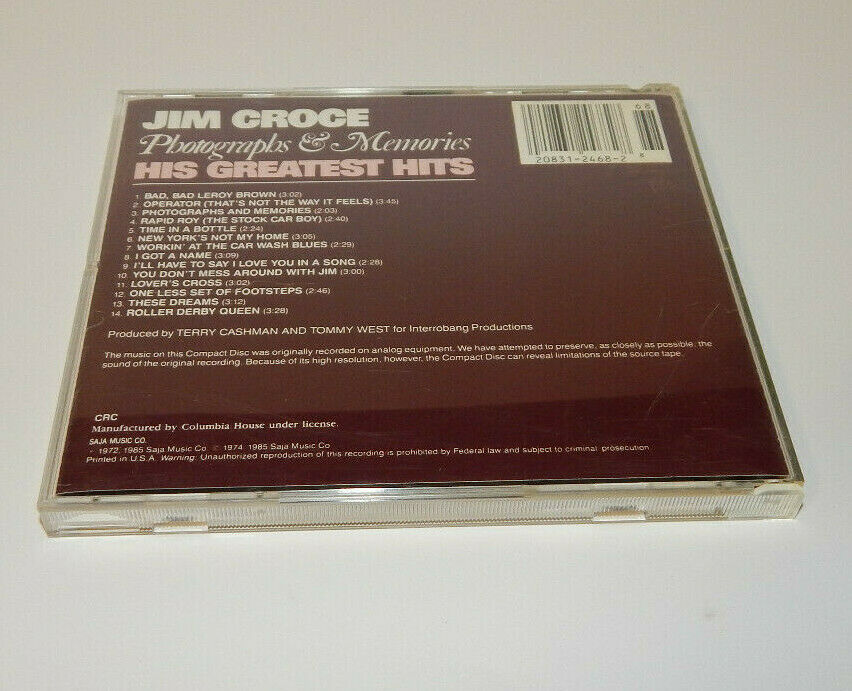 JIM CROCE
Photographs & Memories
HIS GREATEST HITS
68
20831-2468-2 8
1. BAD, BAD LEROY BROWN (3:02)
2. OPERATOR (THAT'S NOT THE WAY IT FEELS) (3:45)
3. PHOTOGRAPHS AND MEMORIES (2:03)
4. RAPID ROY (THE STOCK CAR BOY) (2:40)
5. TIME IN A BOTTLE (2:24)
6. NEW YORK'S NOT MY HOME (3:05)
7. WORKIN' AT THE CAR WASH BLUES (2:29)
8. I GOT A NAME (3:09)
9. I'LL HAVE TO SAY I LOVE YOU IN A SONG (2:28)
10. YOU DON'T MESS AROUND WITH JIM (3:00)
11. LOVER'S CROSS (3:02)
12. ONE LESS SET OF FOOTSTEPS (2:46)
13. THESE DREAMS (3:12)
14. ROLLER DERBY QUEEN (3:28)
Produced by TERRY CASHMAN AND TOMMY WEST for Interrobang Productions
The music on this Compact Disc was originally recorded on analog equipment. We have attempted to preserve, as closely as possible, the
sound of the original recording. Because of its high resolution, however, the Compact Disc can reveal limitations of the source tape.
CRC
Manufactured by Columbia House under license.
SAJA MUSIC CO.
1972, 1985 Saja Music Co. © 1974, 1985 Saja Music Co.
Printed in U.S.A. Warning: Unauthorized reproduction of this recording is prohibited by Federal law and subject to criminal prosecution.